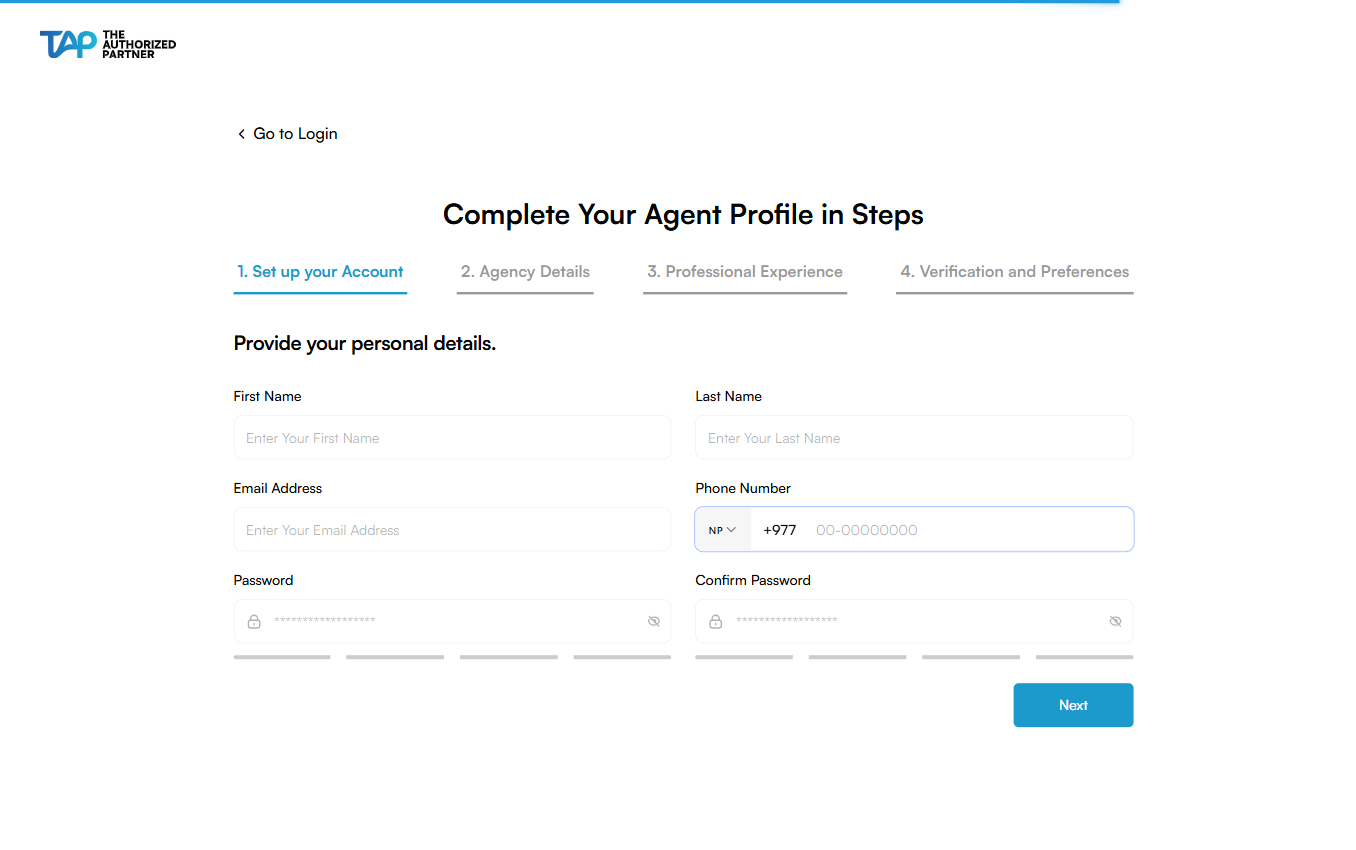 TAP THE AUTHORIZED PARTNER
Go to Login
Complete Your Agent Profile in Steps
1. Set up your Account 2. Agency Details 3. Professional Experience 4. Verification and Preferences
Provide your personal details.
First Name Last Name
Enter Your First Name Enter Your Last Name
Email Address Phone Number
Enter Your Email Address NP +977 00-00000000
Password Confirm Password
****************** ******************
Next